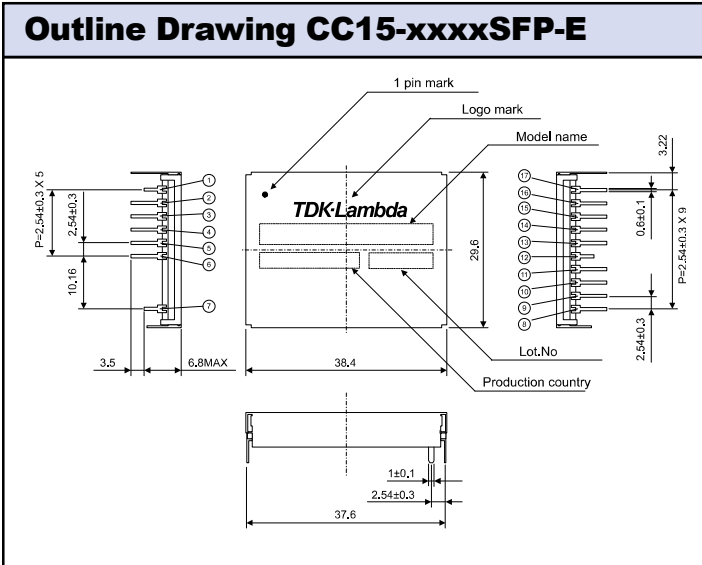 Outline Drawing CC15-xxxxSFP-E
1 pin mark
Logo mark
Model name
TDK·Lambda
P=2.54±0.3 X 5
2.54±0.3
10.16
1
2
3
4
5
6
7
3.5
6.8MAX
38.4
29.6
17
16
15
14
13
12
11
10
9
8
3.22
0.6±0.1
P=2.54±0.3 X 9
2.54±0.3
Lot.No
Production country
1±0.1
2.54±0.3
37.6